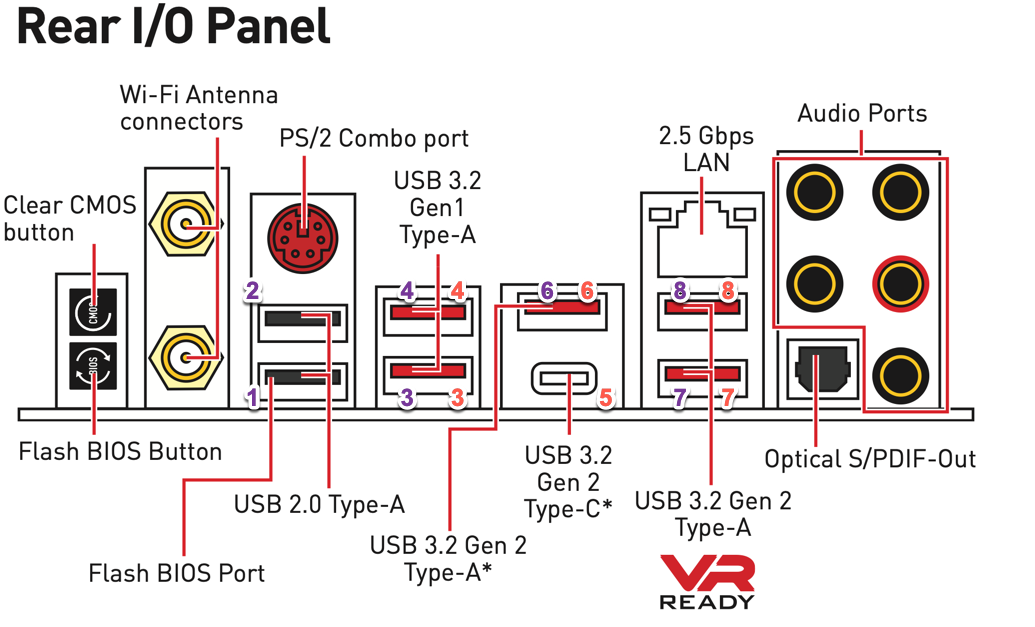 Rear I/O Panel
Wi-Fi Antenna
connectors
PS/2 Combo port
2.5 Gbps
LAN
Audio Ports
USB 3.2
Gen1
Type-A
Clear CMOS
button
CMOS
BIOS
2
4 4
6 6
8 8
1
3 3
5
7 7
Flash BIOS Button
USB 2.0 Type-A
Flash BIOS Port
USB 3.2 Gen 2
Type-A*
USB 3.2
Gen 2
Type-C*
USB 3.2 Gen 2
Type-A
VR
READY
Optical S/PDIF-Out